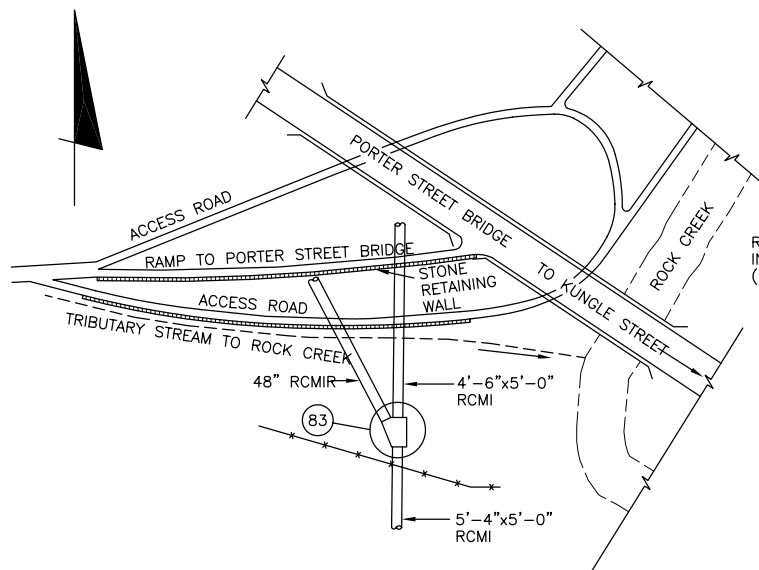 PORTER STREET BRIDGE
TO KUNGLE STREET
ACCESS ROAD
ROCK CREEK
R
IN
(
RAMP TO PORTER STREET BRIDGE
STONE
RETAINING
WALL
ACCESS ROAD
TRIBUTARY STREAM TO ROCK CREEK
48" RCMIR
4'-6"x5'-0"
RCMI
83
5'-4"x5'-0"
RCMI